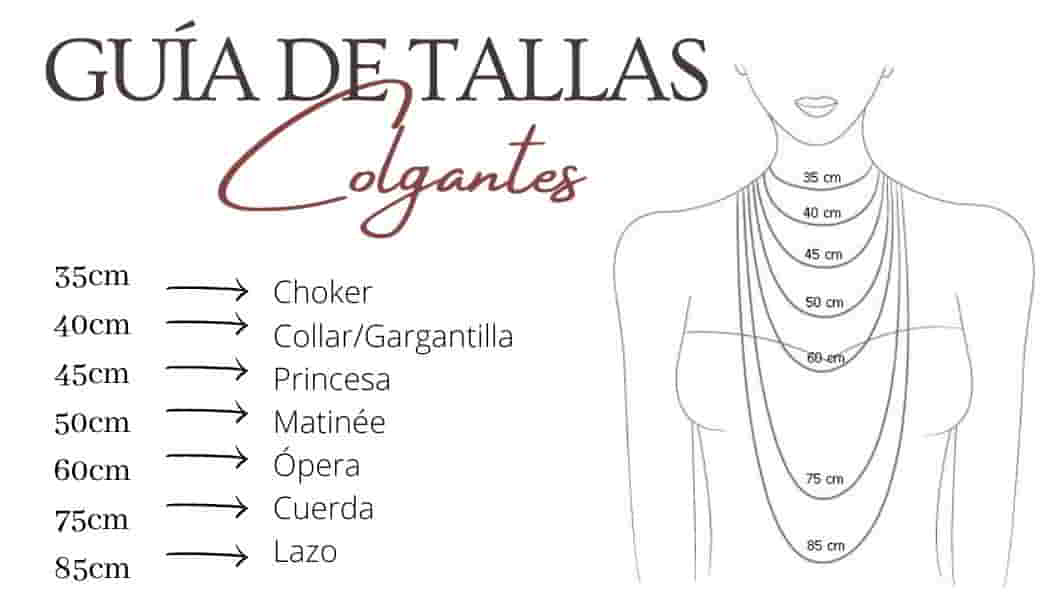 GUÍA DE TALLAS
Colgantes
35cm → Choker
40cm → Collar/Gargantilla
45cm → Princesa
50cm → Matinée
60cm → Ópera
75cm → Cuerda
85cm → Lazo
35 cm
40 cm
45 cm
50 cm
60 cm
75 cm
85 cm